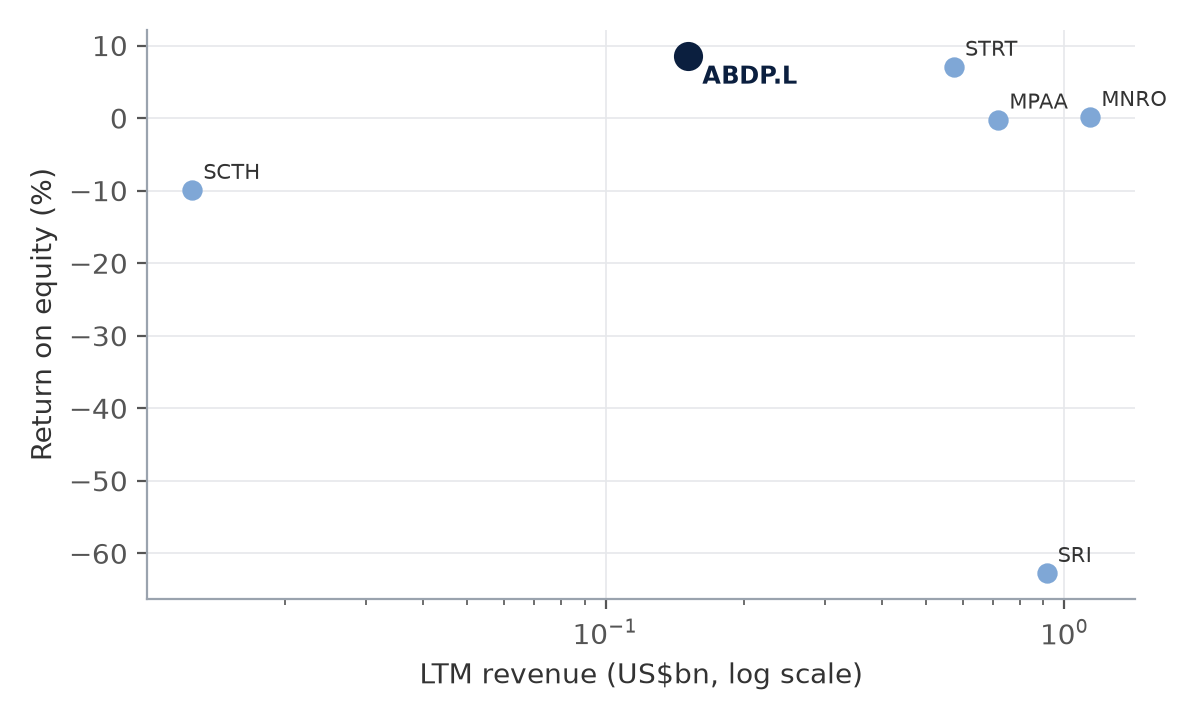 10
0
−10
−20
−30
−40
−50
−60
Return on equity (%)
STRT
ABDP.L
MPAA
MNRO
SCTH
SRI
10⁻¹
10⁰
LTM revenue (US$bn, log scale)